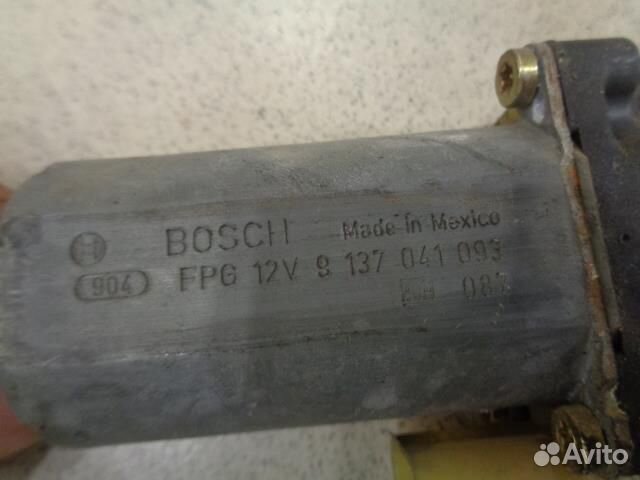 BOSCH Made in Mexico
904 FPG 12V 9 137 041 093
087
Avito